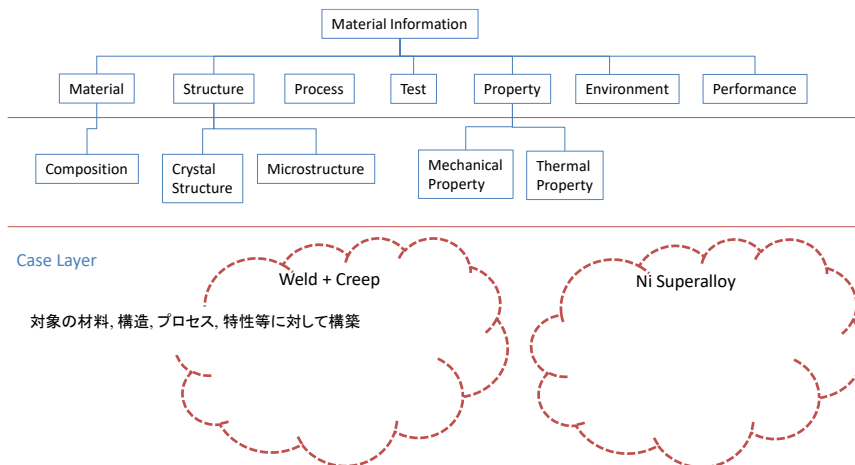 Material Information
Material
Structure
Process
Test
Property
Environment
Performance
Composition
Crystal
Structure
Microstructure
Mechanical
Property
Thermal
Property
Case Layer
Weld + Creep
Ni Superalloy
対象の材料, 構造, プロセス, 特性等に対して構築